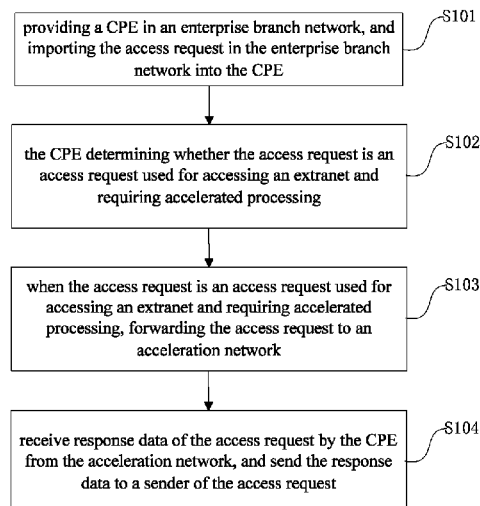 S101
providing a CPE in an enterprise branch network, and
importing the access request in the enterprise branch
network into the CPE
S102
the CPE determining whether the access request is an
access request used for accessing an extranet and
requiring accelerated processing
S103
when the access request is an access request used for
accessing an extranet and requiring accelerated
processing, forwarding the access request to an
acceleration network
S104
receive response data of the access request by the CPE
from the acceleration network, and send the response
data to a sender of the access request